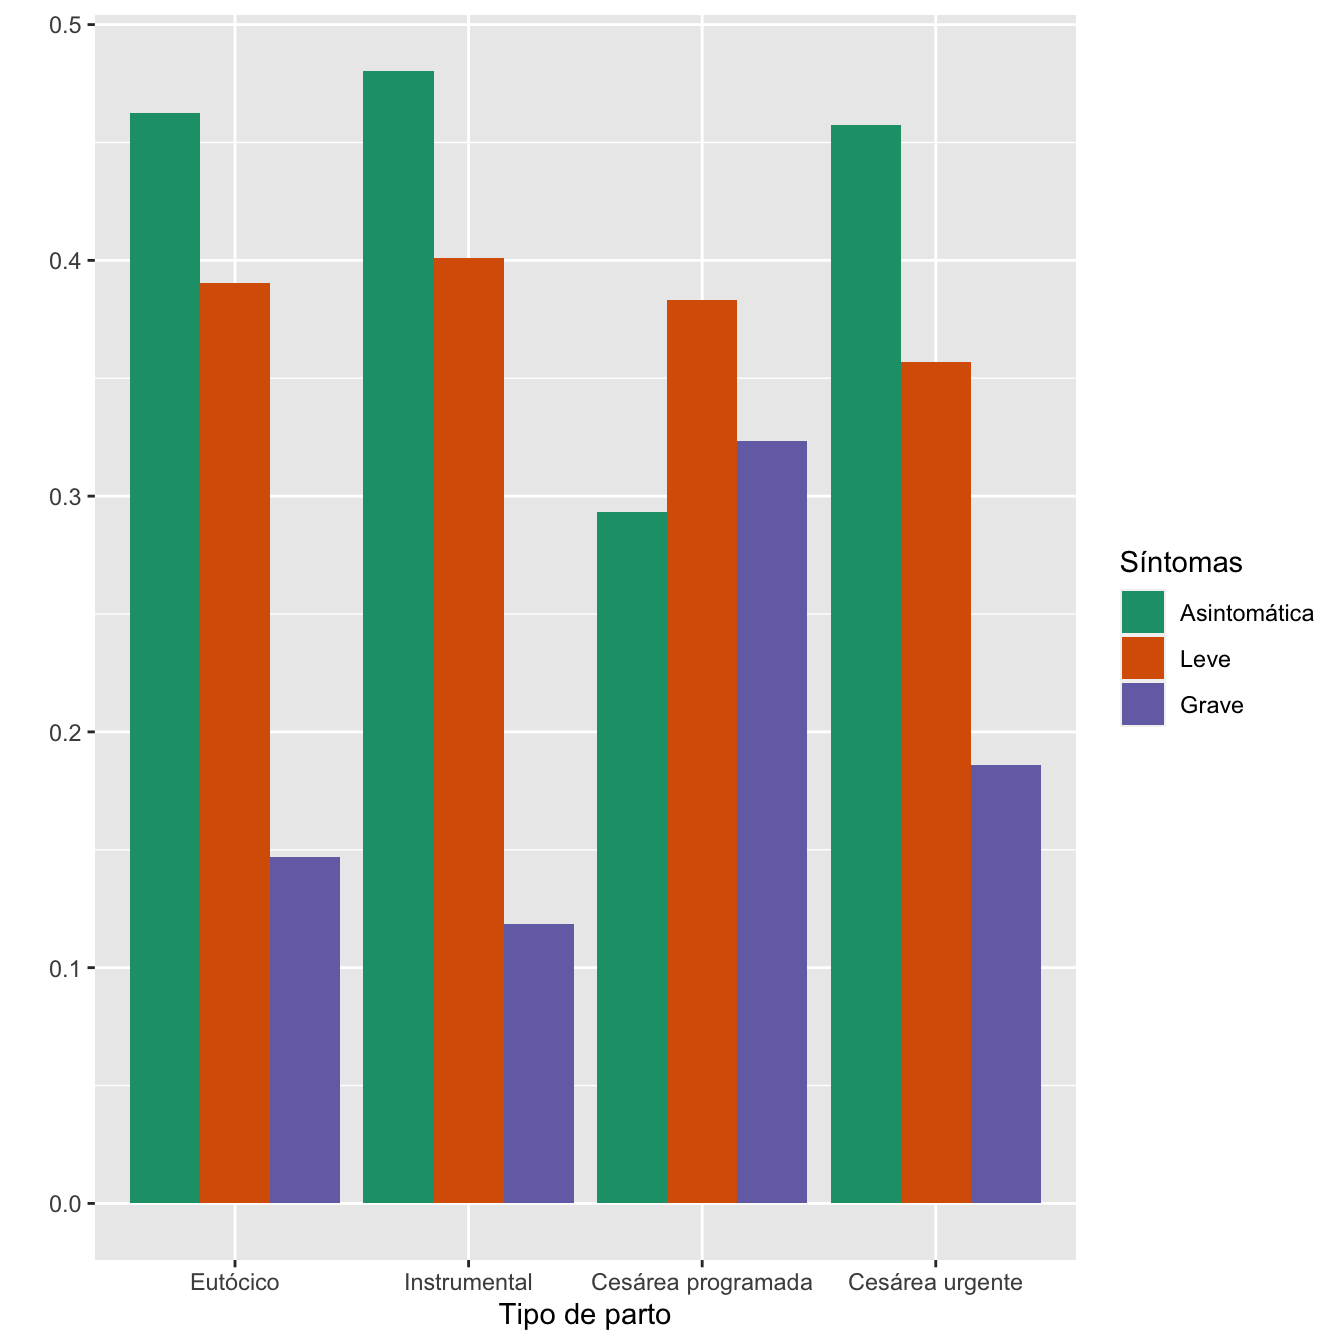 0.5
0.4
0.3
0.2
0.1
0.0
Eutócico
Instrumental
Cesárea programada
Cesárea urgente
Tipo de parto
Síntomas
Asintomática
Leve
Grave